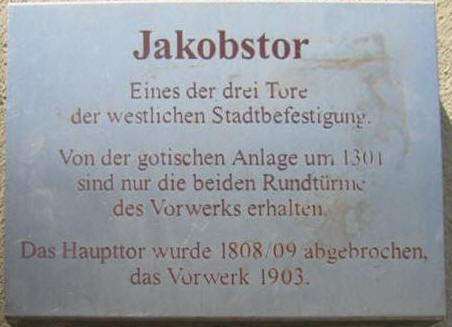 Jakobstor
Eines der drei Tore
der westlichen Stadtbefestigung.
Von der gotischen Anlage um 1301
sind nur die beiden Rundtürme
des Vorwerks erhalten.
Das Haupttor wurde 1808/09 abgebrochen,
das Vorwerk 1903.